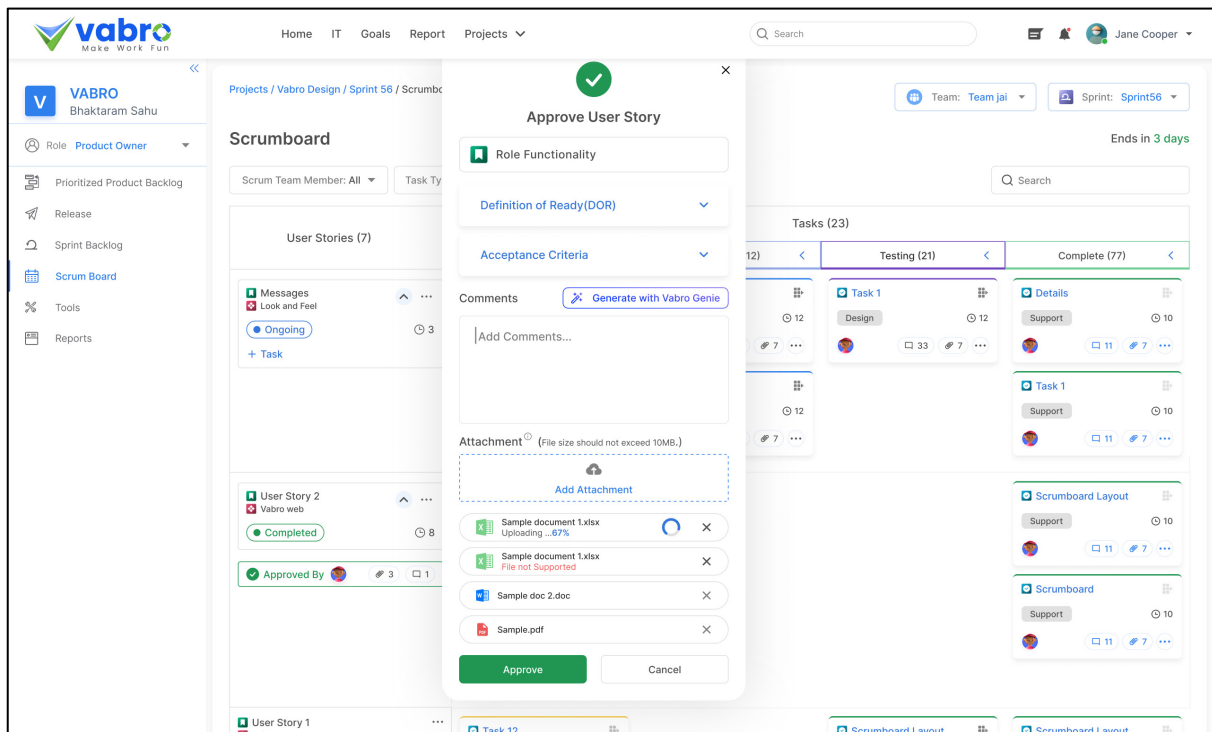 vabro
Make Work Fun
Home IT Goals Report Projects
Search
Jane Cooper
V
VABRO
Bhaktaram Sahu
Role Product Owner
Prioritized Product Backlog
Release
Sprint Backlog
Scrum Board
Tools
Reports
Projects / Vabro Design / Sprint 56 / Scrumbo
Team: Team jai
Sprint: Sprint56
Scrumboard
Ends in 3 days
Scrum Team Member: All
Task Ty
Search
User Stories (7)
Tasks (23)
12)
Testing (21)
Complete (77)
Messages
Look and Feel
Ongoing
3
+ Task
12
7
12
7
Task 1
Design
12
33
7
Details
Support
10
11
7
Task 1
Support
10
11
7
User Story 2
Vabro web
Completed
8
Approved By
3
1
Scrumboard Layout
Support
10
11
7
Scrumboard
Support
10
11
7
User Story 1
Task 12
Scrumboard Layout
Scrumboard Layout
Approve User Story
Role Functionality
Definition of Ready(DOR)
Acceptance Criteria
Comments
Generate with Vabro Genie
Add Comments...
Attachment (File size should not exceed 10MB.)
Add Attachment
Sample document 1.xlsx
Uploading ...67%
Sample document 1.xlsx
File not Supported
Sample doc 2.doc
Sample.pdf
Approve
Cancel